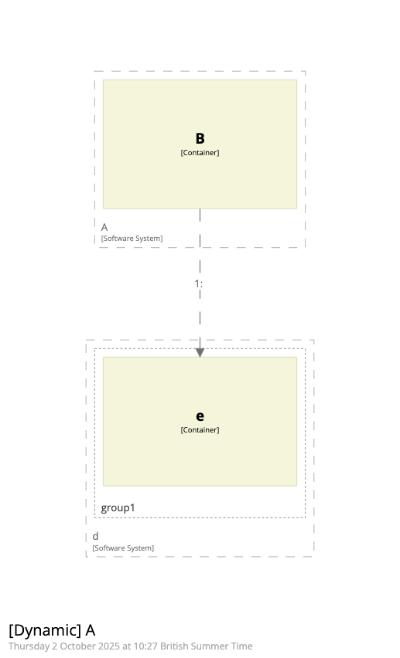 B
[Container]
A
[Software System]
1:
e
[Container]
group1
d
[Software System]
[Dynamic] A
Thursday 2 October 2025 at 10:27 British Summer Time